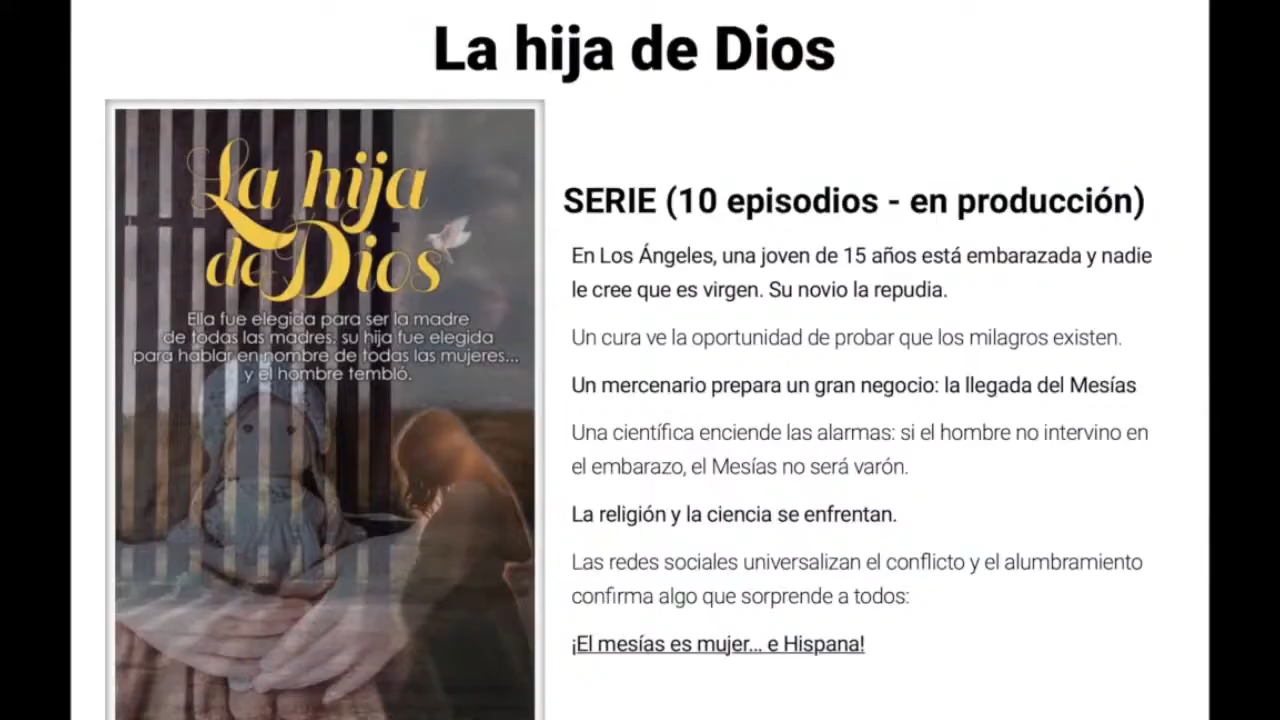 La hija de Dios
La hija
de Dios
Ella fue elegida para ser la madre
de todas las madres. su hija fue elegida
para hablar en nombre de todas las mujeres...
y el hombre tembló.
SERIE (10 episodios - en producción)
En Los Ángeles, una joven de 15 años está embarazada y nadie
le cree que es virgen. Su novio la repudia.
Un cura ve la oportunidad de probar que los milagros existen.
Un mercenario prepara un gran negocio: la llegada del Mesías
Una científica enciende las alarmas: si el hombre no intervino en
el embarazo, el Mesías no será varón.
La religión y la ciencia se enfrentan.
Las redes sociales universalizan el conflicto y el alumbramiento
confirma algo que sorprende a todos:
¡El mesías es mujer... e Hispana!